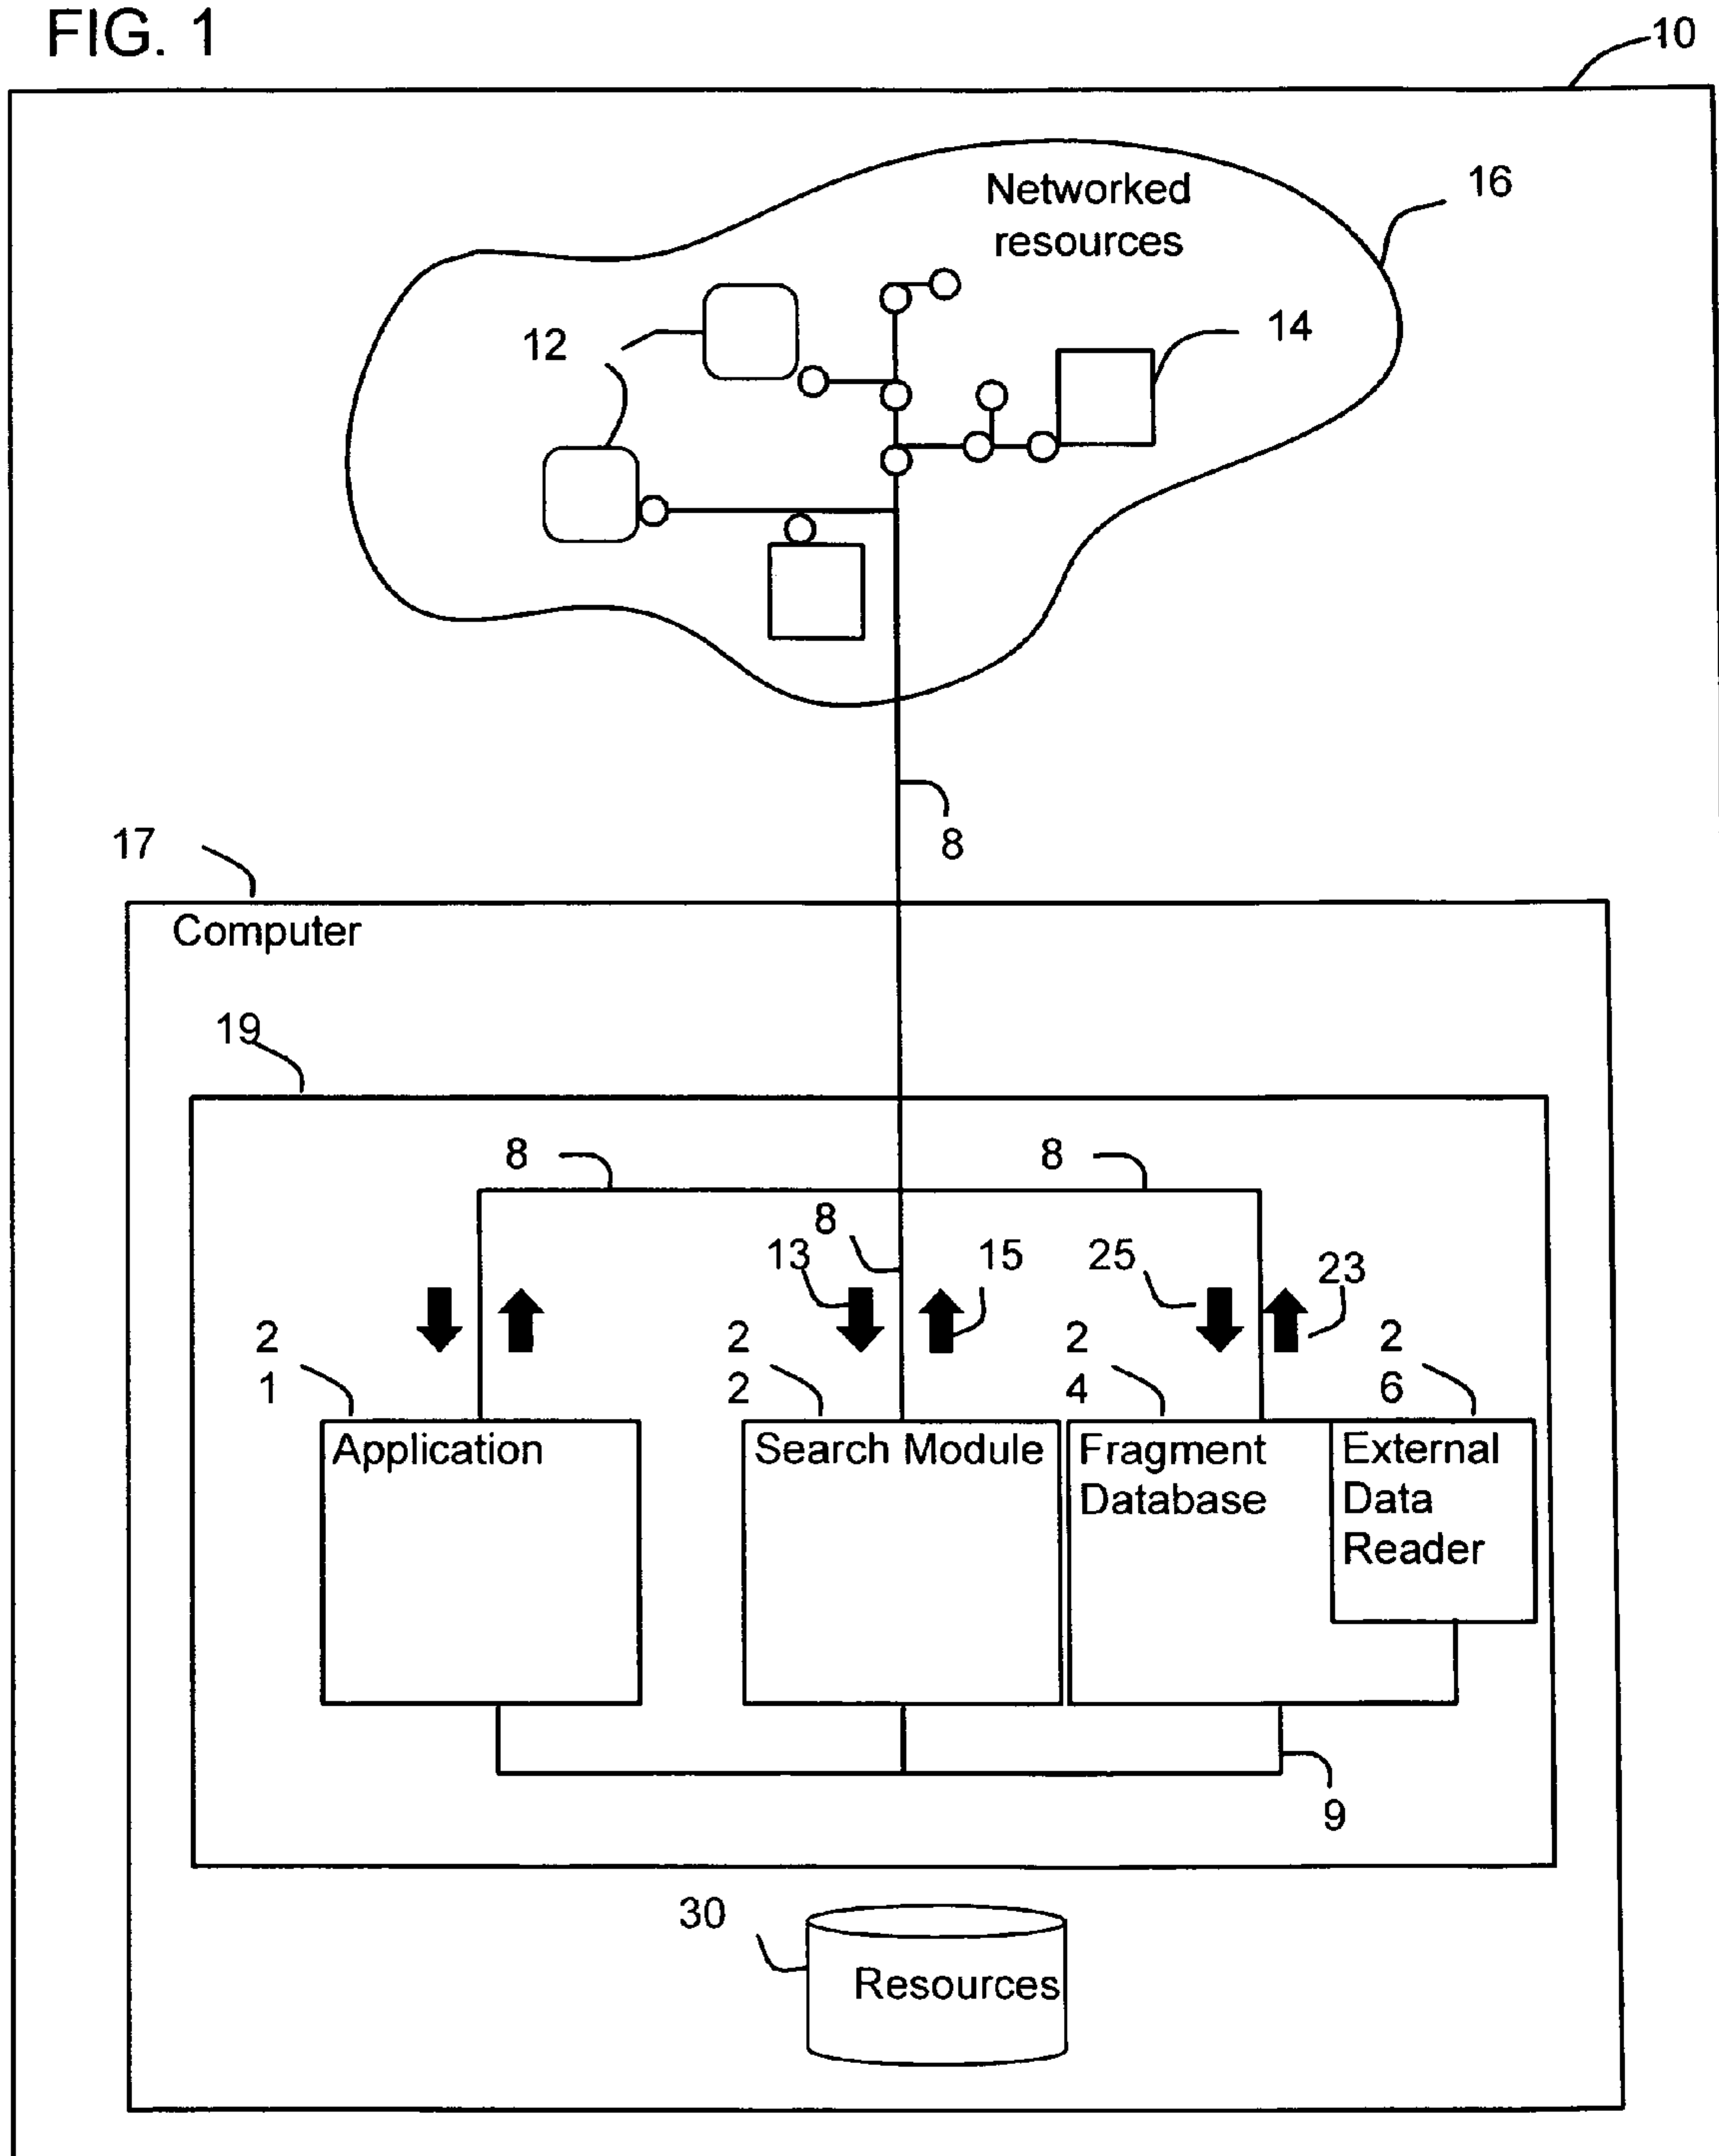 FIG. 1
10
Networked
resources
16
12
14
8
17
Computer
19
8
8
8
13
15
25
23
2
1
2
2
2
4
2
6
Application
Search Module
Fragment
Database
External
Data
Reader
9
30
Resources